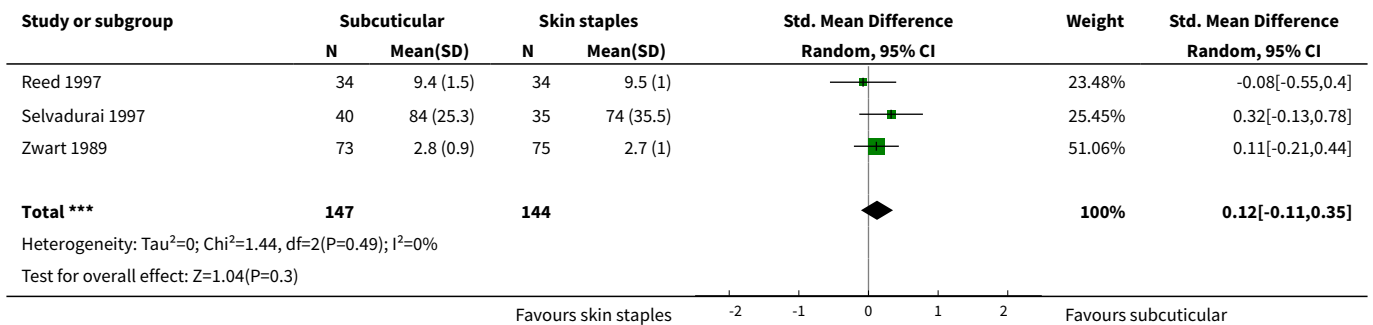 Study or subgroup Subcuticular Skin staples Std. Mean Difference Weight Std. Mean Difference
N Mean(SD) N Mean(SD) Random, 95% CI Random, 95% CI
Reed 1997 34 9.4 (1.5) 34 9.5 (1) 23.48% -0.08[-0.55,0.4]
Selvadurai 1997 40 84 (25.3) 35 74 (35.5) 25.45% 0.32[-0.13,0.78]
Zwart 1989 73 2.8 (0.9) 75 2.7 (1) 51.06% 0.11[-0.21,0.44]
Total *** 147 144 100% 0.12[-0.11,0.35]
Heterogeneity: Tau²=0; Chi²=1.44, df=2(P=0.49); I²=0%
Test for overall effect: Z=1.04(P=0.3)
Favours skin staples -2 -1 0 1 2 Favours subcuticular